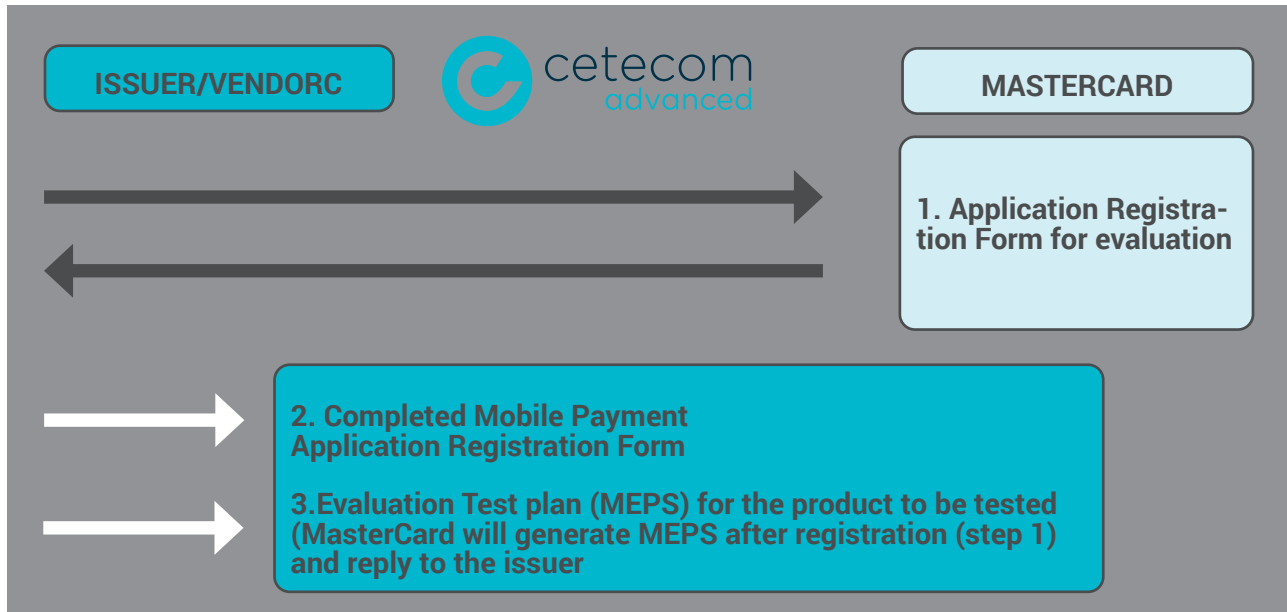 ISSUER/VENDORC
cetecom
advanced
MASTERCARD
1. Application Registra-
tion Form for evaluation
2. Completed Mobile Payment
Application Registration Form
3.Evaluation Test plan (MEPS) for the product to be tested
(MasterCard will generate MEPS after registration (step 1)
and reply to the issuer